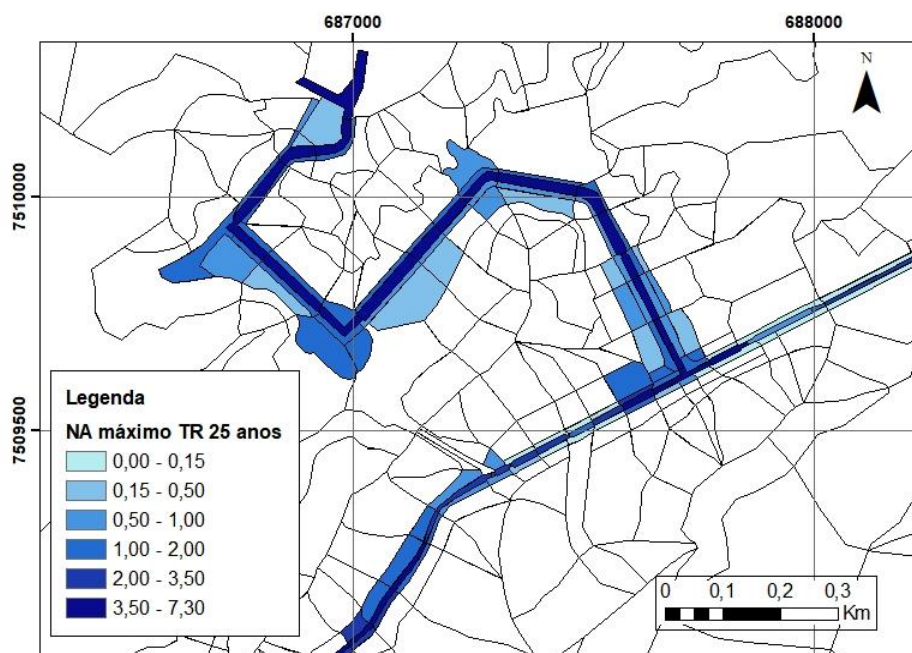 687000 688000
N
7510000
7509500
Legenda
NA máximo TR 25 anos
0,00 - 0,15
0,15 - 0,50
0,50 - 1,00
1,00 - 2,00
2,00 - 3,50
3,50 - 7,30
0 0,1 0,2 0,3
Km